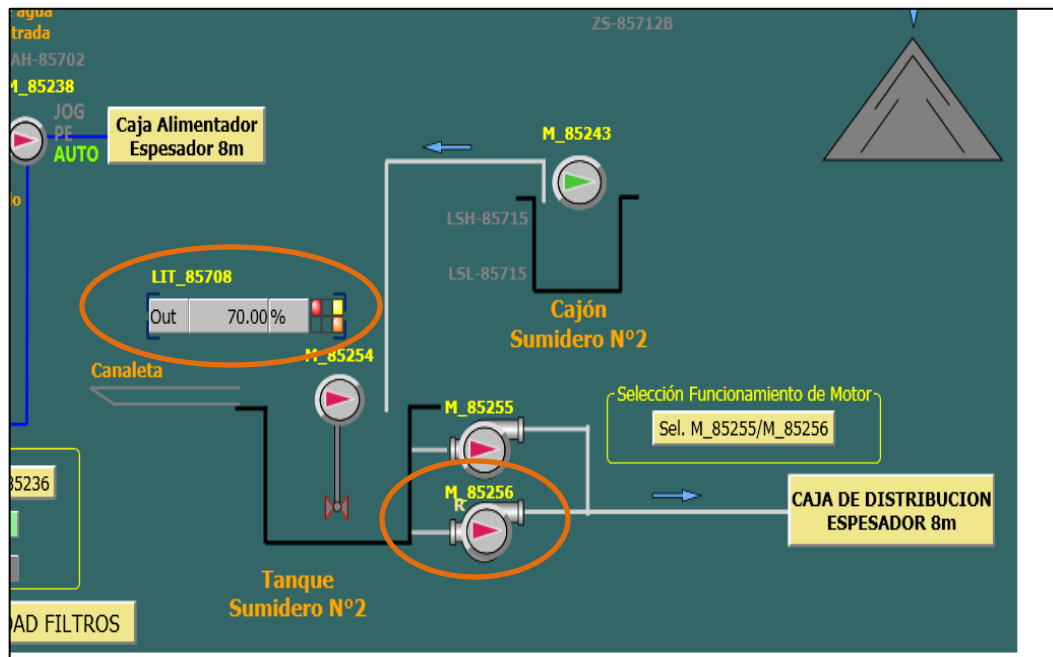 agua
trada
AH-85702
M_85238
JOG
PE
AUTO
Caja Alimentador
Espesador 8m
ZS-85712B
M_85243
LSH-85715
LSL-85715
Cajón
Sumidero Nº2
LIT_85708
Out 70.00 %
M_85254
Canaleta
M_85255
M_85256
R
Selección Funcionamiento de Motor
Sel. M_85255/M_85256
CAJA DE DISTRIBUCION
ESPESADOR 8m
85236
Tanque
Sumidero Nº2
DAD FILTROS